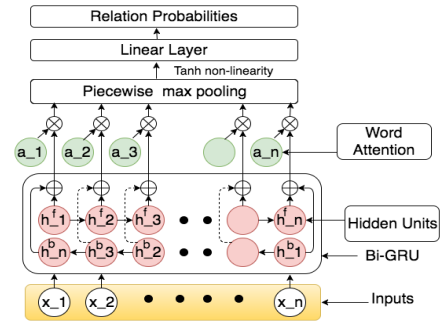 Relation Probabilities
Linear Layer
Tanh non-linearity
Piecewise max pooling
a_1 a_2 a_3 a_n
Word
Attention
h^f_1 h^f_2 h^f_3 h^f_n
Hidden Units
h^b_n h^b_3 h^b_2 h^b_1
Bi-GRU
x_1 x_2 x_n
Inputs